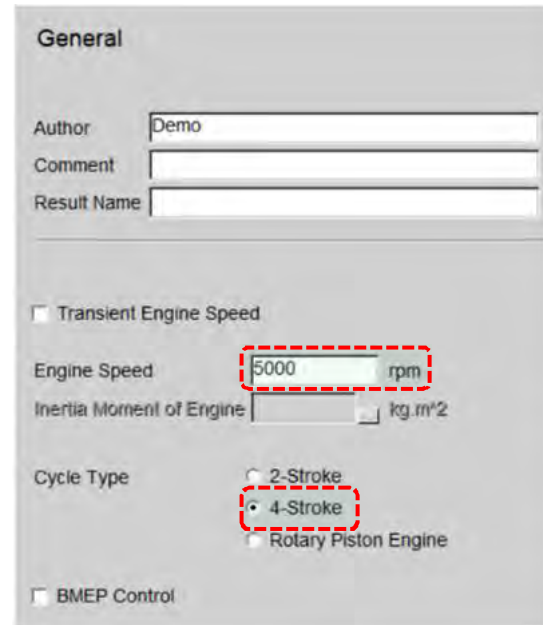 General
Author Demo
Comment
Result Name
Transient Engine Speed
Engine Speed 5000 rpm
Inertia Moment of Engine kg.m^2
Cycle Type 2-Stroke
4-Stroke
Rotary Piston Engine
BMEP Control